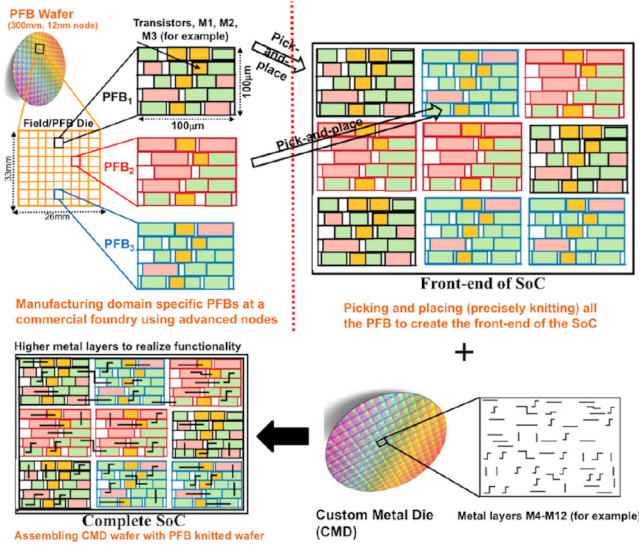 PFB Wafer
(300mm, 12nm node)
Transistors, M1, M2,
M3 (for example)
Pick-
and-
place
100µm
PFB1
Field/PFB Die
100µm
Pick-and-place
PFB2
33mm
26mm
PFB3
Front-end of SoC
Manufacturing domain specific PFBs at a
commercial foundry using advanced nodes
Picking and placing (precisely knitting) all
the PFB to create the front-end of the SoC
+
Higher metal layers to realize functionality
Complete SoC
Assembling CMD wafer with PFB knitted wafer
Custom Metal Die
(CMD)
Metal layers M4-M12 (for example)